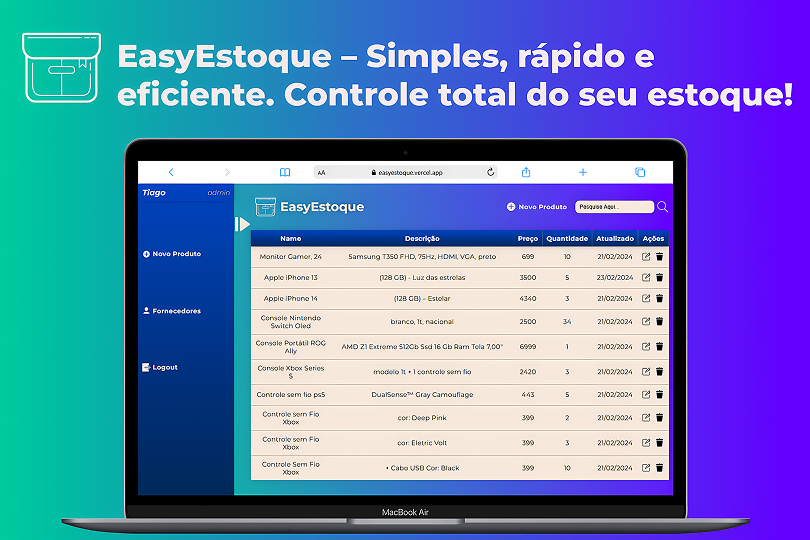 EasyEstoque – Simples, rápido e
eficiente. Controle total do seu estoque!
AA easyestoque.vercel.app
Tiago admin
EasyEstoque
Novo Produto
Pesquise Aqui...
Name Descrição Preço Quantidade Atualizado Ações
Monitor Gamer, 24 Samsung T350 FHD, 75Hz, HDMI, VGA, preto 699 10 21/02/2024
Apple iPhone 13 (128 GB) - Luz das estrelas 3500 5 23/02/2024
Apple iPhone 14 (128 GB) – Estelar 4340 3 21/02/2024
Console Nintendo
Switch Oled branco, 1t, nacional 2500 34 21/02/2024
Console Portátil ROG
Ally AMD Z1 Extreme 512Gb Ssd 16 Gb Ram Tela 7,00" 6999 1 21/02/2024
Console Xbox Series
S modelo 1t + 1 controle sem fio 2420 3 21/02/2024
Controle sem fio ps5 DualSense™ Gray Camouflage 443 5 21/02/2024
Controle sem Fio
Xbox cor: Deep Pink 399 2 21/02/2024
Controle sem Fio
Xbox cor: Eletric Volt 399 3 21/02/2024
Controle Sem Fio
Xbox + Cabo USB Cor: Black 399 10 21/02/2024
Novo Produto
Fornecedores
Logout
MacBook Air